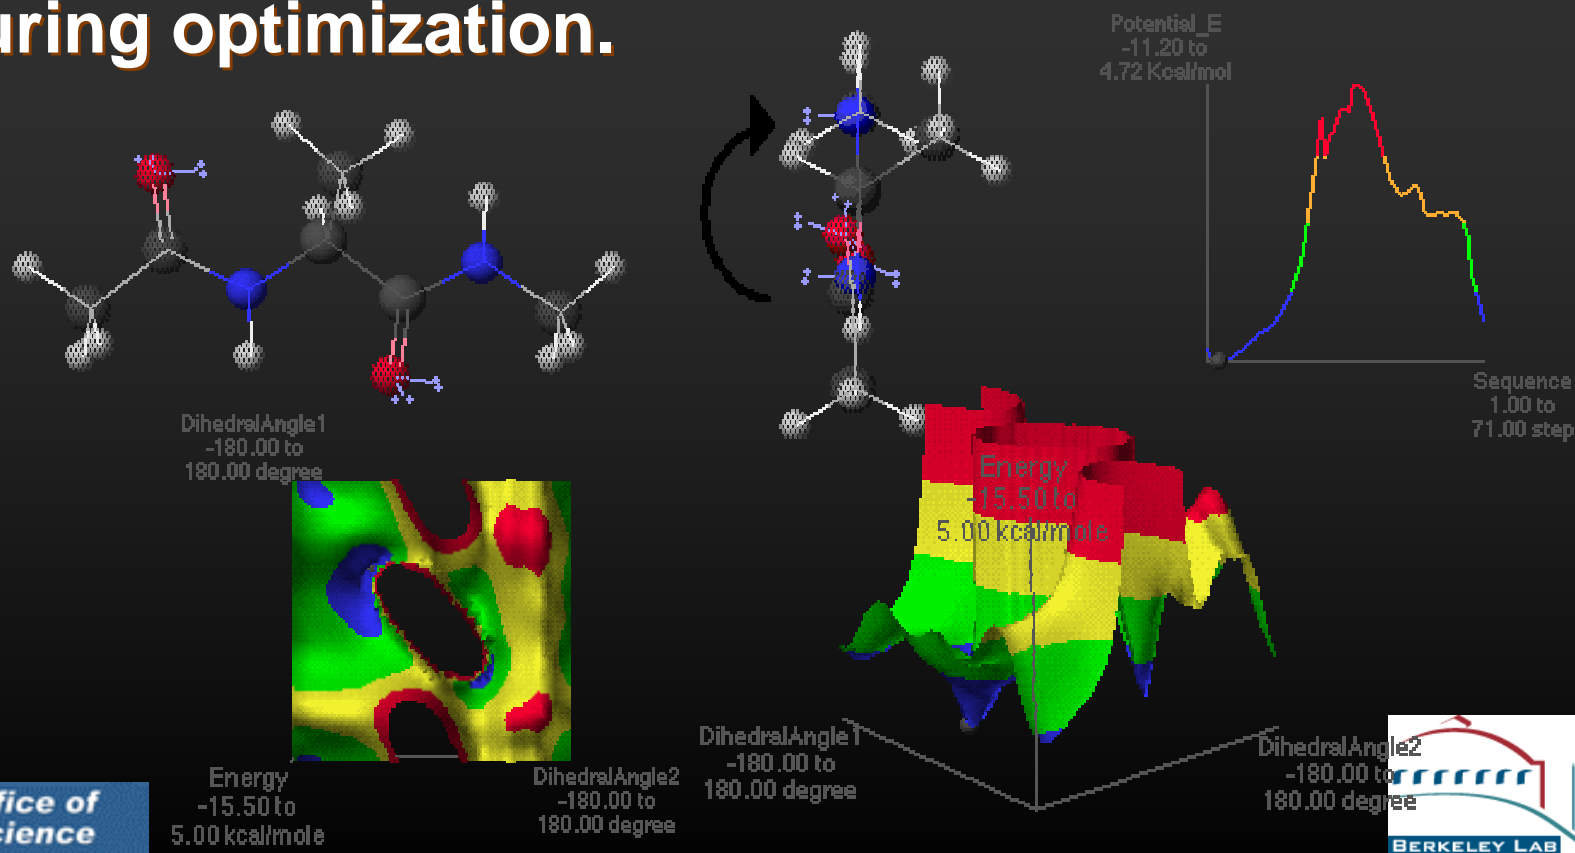 uring optimization.
Potential_E
-11.20 to
4.72 Kcal/mol
Sequence
1.00 to
71.00 step
DihedralAngle1
-180.00 to
180.00 degree
Energy
-15.50 to
5.00 kcal/mole
DihedralAngle1
-180.00 to
180.00 degree
DihedralAngle2
-180.00 to
180.00 degree
Energy
-15.50 to
5.00 kcal/mole
DihedralAngle2
-180.00 to
180.00 degree
fice of
cience
BERKELEY LAB